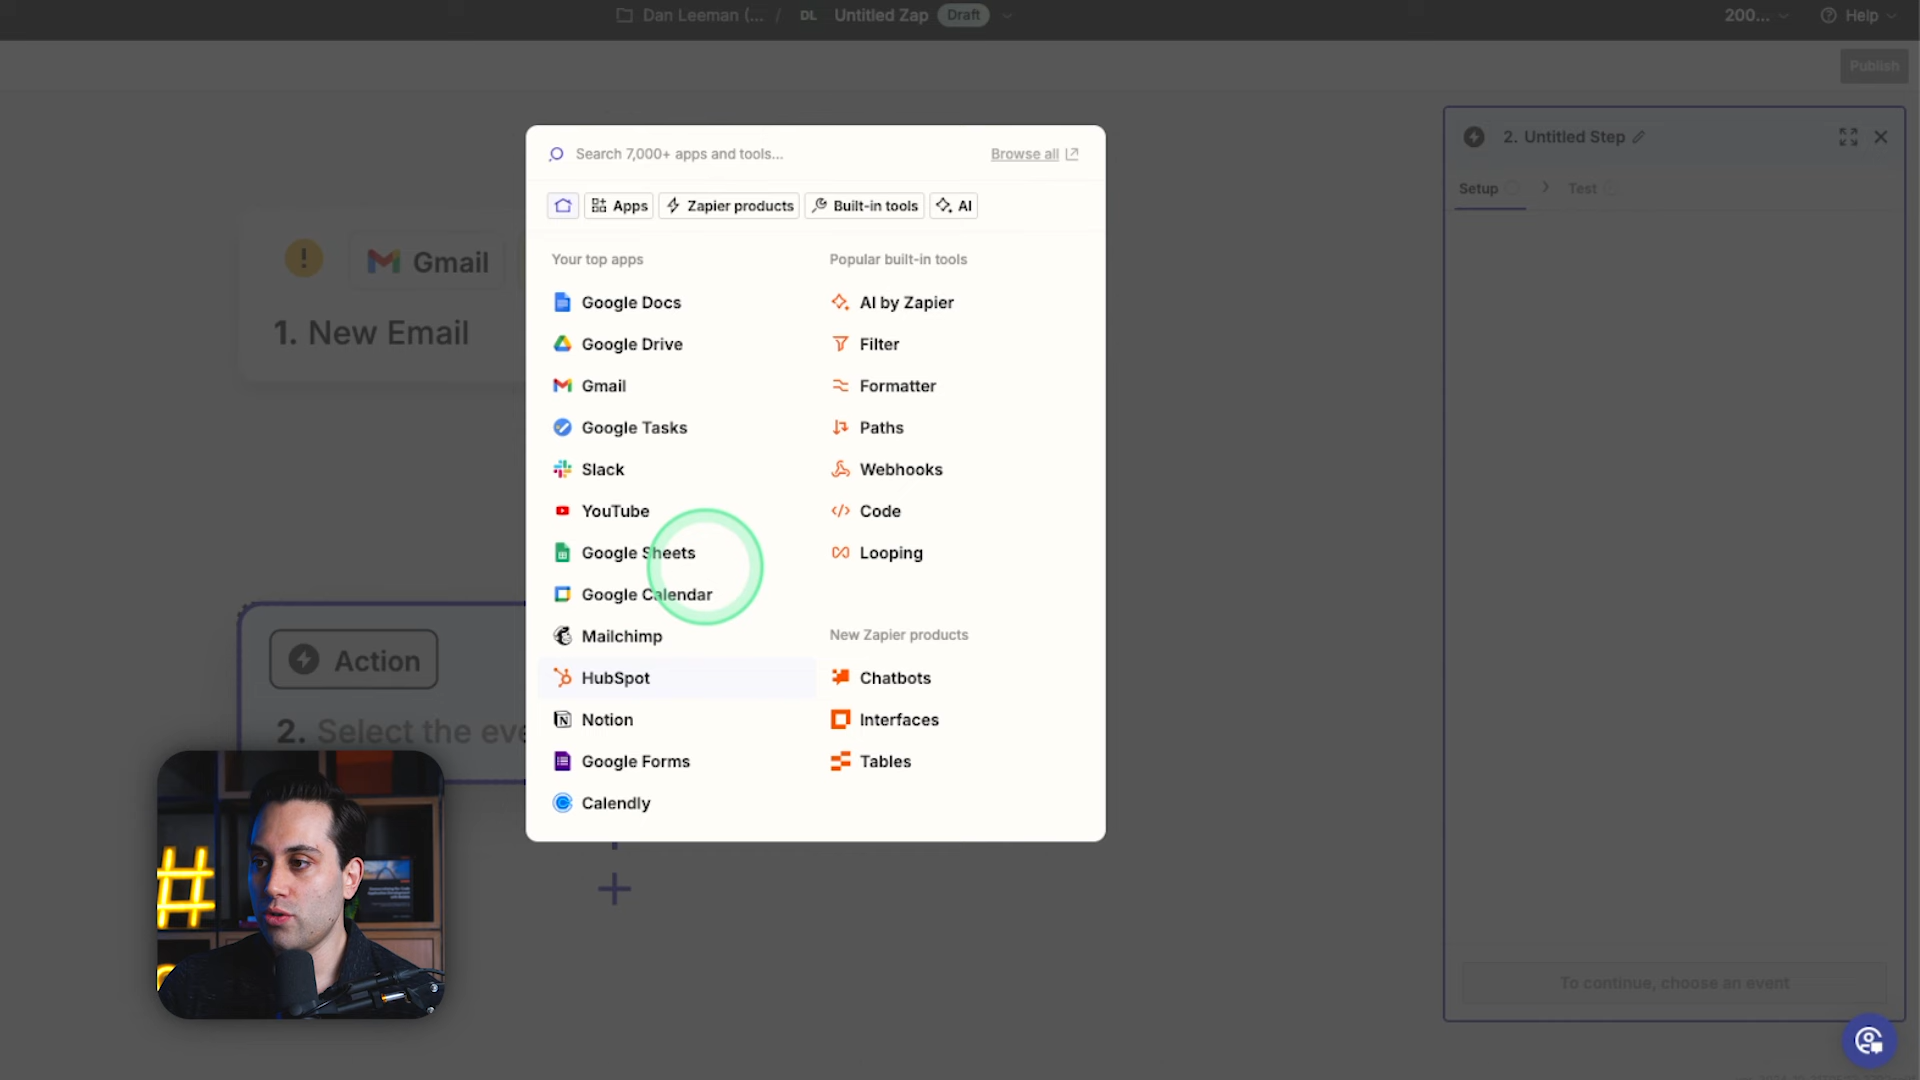 Dan Leeman (... / DL Untitled Zap Draft
200... Help
Publish
Search 7,000+ apps and tools... Browse all
Apps Zapier products Built-in tools AI
Your top apps
Google Docs
Google Drive
Gmail
Google Tasks
Slack
YouTube
Google Sheets
Google Calendar
Mailchimp
HubSpot
Notion
Google Forms
Calendly
Popular built-in tools
AI by Zapier
Filter
Formatter
Paths
Webhooks
Code
Looping
New Zapier products
Chatbots
Interfaces
Tables
Gmail
1. New Email
Action
2. Select the eve
2. Untitled Step
Setup Test
To continue, choose an event
#